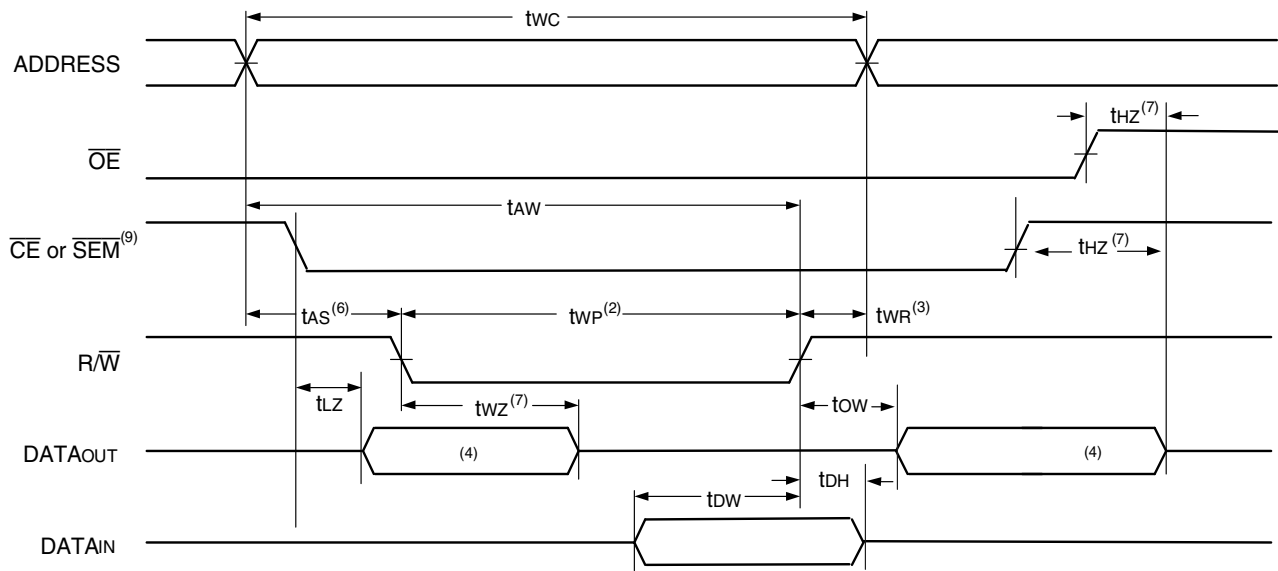 tWC
ADDRESS
tHZ(7)
OE
tAW
CE or SEM(9)
tHZ(7)
tAS(6)
tWP(2)
tWR(3)
R/W
tLZ
tWZ(7)
tOW
DATAOUT
(4)
(4)
tDH
tDW
DATAIN